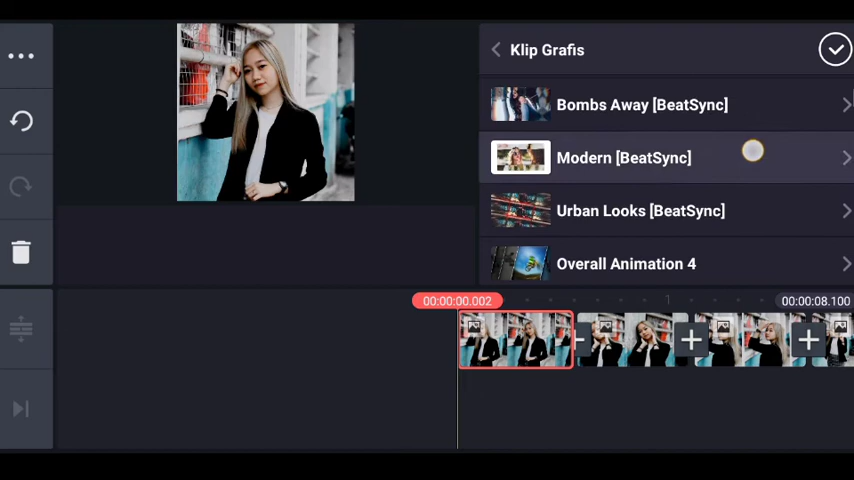 Klip Grafis
Bombs Away [BeatSync]
Modern [BeatSync]
Urban Looks [BeatSync]
Overall Animation 4
00:00:00.002
1
00:00:08.100